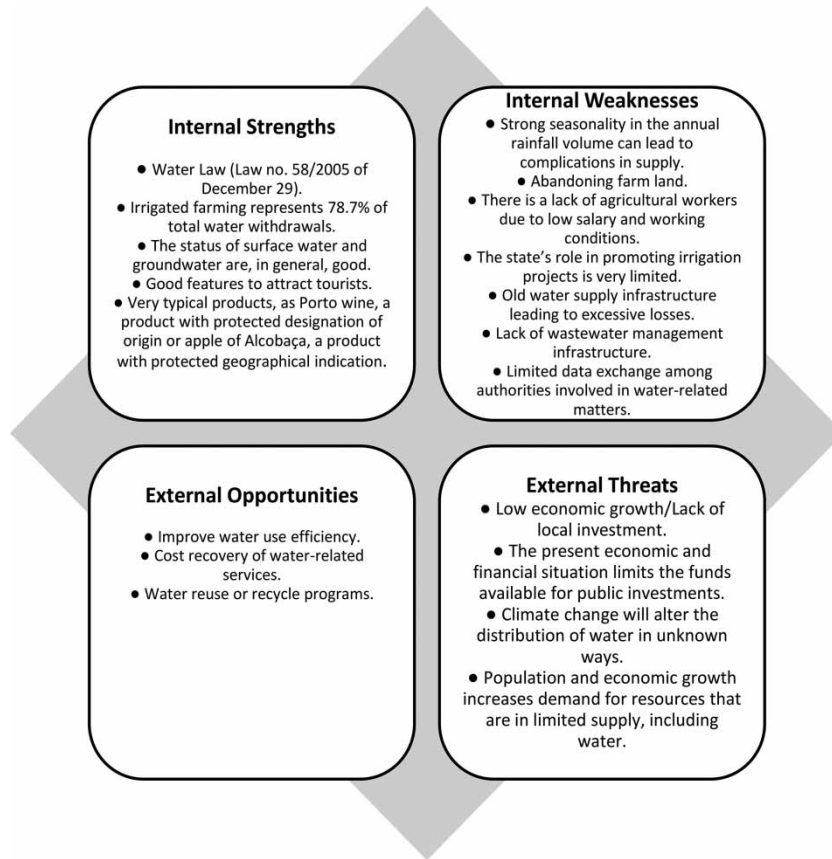 Internal Strengths
● Water Law (Law no. 58/2005 of
December 29).
● Irrigated farming represents 78.7% of
total water withdrawals.
● The status of surface water and
groundwater are, in general, good.
● Good features to attract tourists.
● Very typical products, as Porto wine, a
product with protected designation of
origin or apple of Alcobaça, a
product with protected geographical
indication.
Internal Weaknesses
● Strong seasonality in the annual
rainfall volume can lead to
complications in supply.
● Abandoning farm land.
● There is a lack of agricultural workers
due to low salary and working
conditions.
● The state’s role in promoting irrigation
projects is very limited.
● Old water supply infrastructure
leading to excessive losses.
● Lack of wastewater management
infrastructure.
● Limited data exchange among
authorities involved in water-related
matters.
External Opportunities
● Improve water use efficiency.
● Cost recovery of water-related
services.
● Water reuse or recycle programs.
External Threats
● Low economic growth/Lack of
local investment.
● The present economic and
financial situation limits the funds
available for public investments.
● Climate change will alter the
distribution of water in unknown
ways.
● Population and economic growth
increases demand for resources that
are in limited supply, including
water.